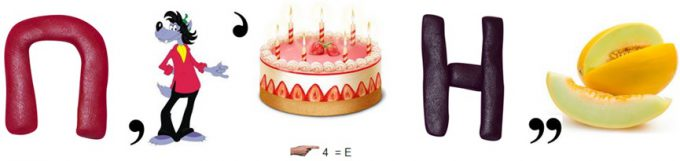 П , ’ Н ,,
4 = Е